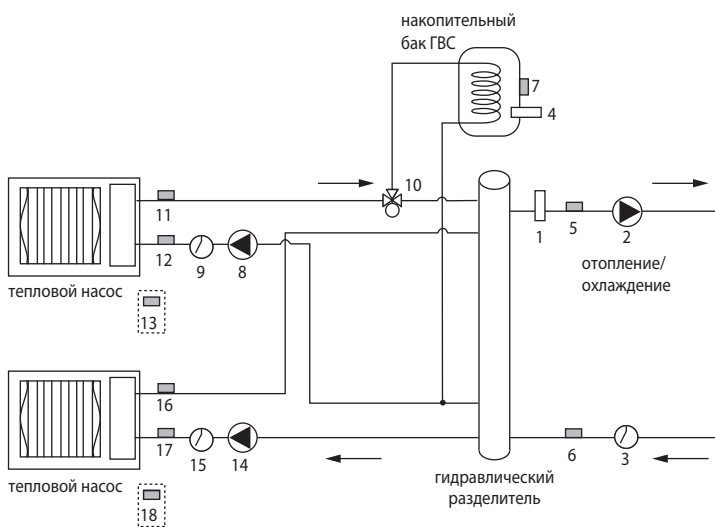 накопительный
бак ГВС
7
4
10
11
1
5
2
12
9
8
отопление/
охлаждение
тепловой насос
13
16
17
15
14
6
3
гидравлический
разделитель
тепловой насос
18